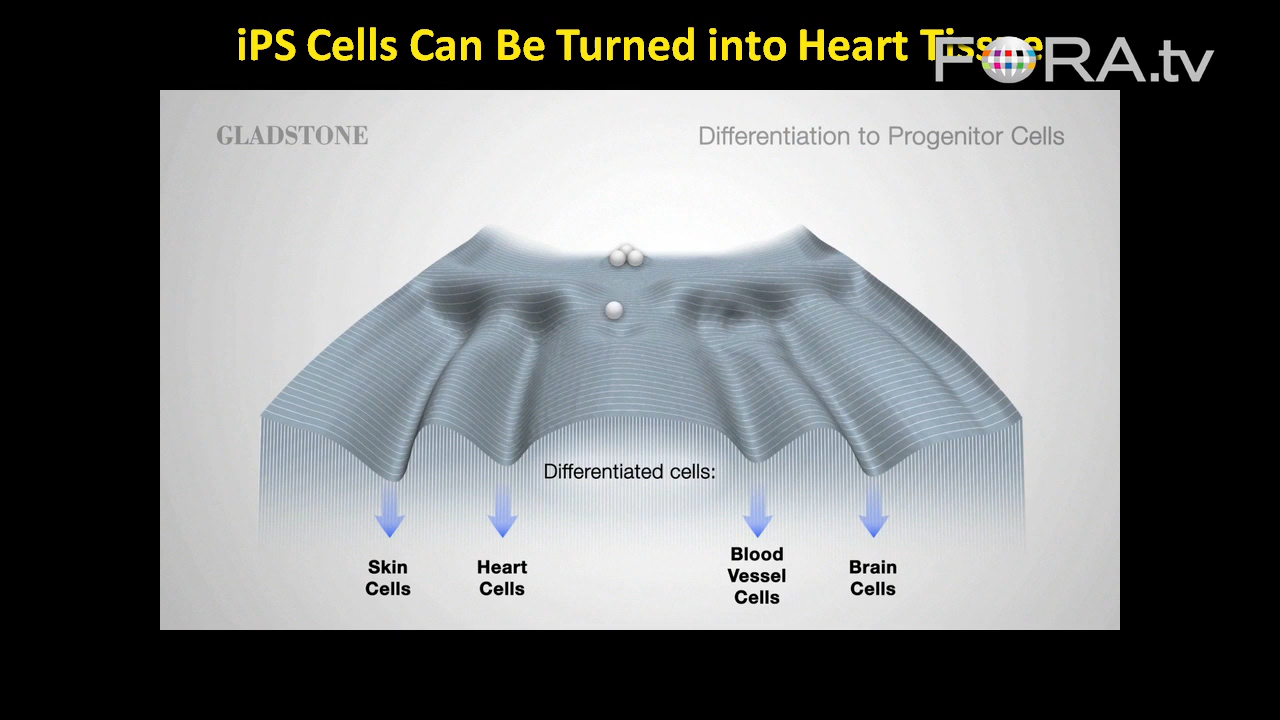 iPS Cells Can Be Turned into Heart Tissue
FORA.tv
GLADSTONE
Differentiation to Progenitor Cells
Differentiated cells:
Skin
Cells
Heart
Cells
Blood
Vessel
Cells
Brain
Cells